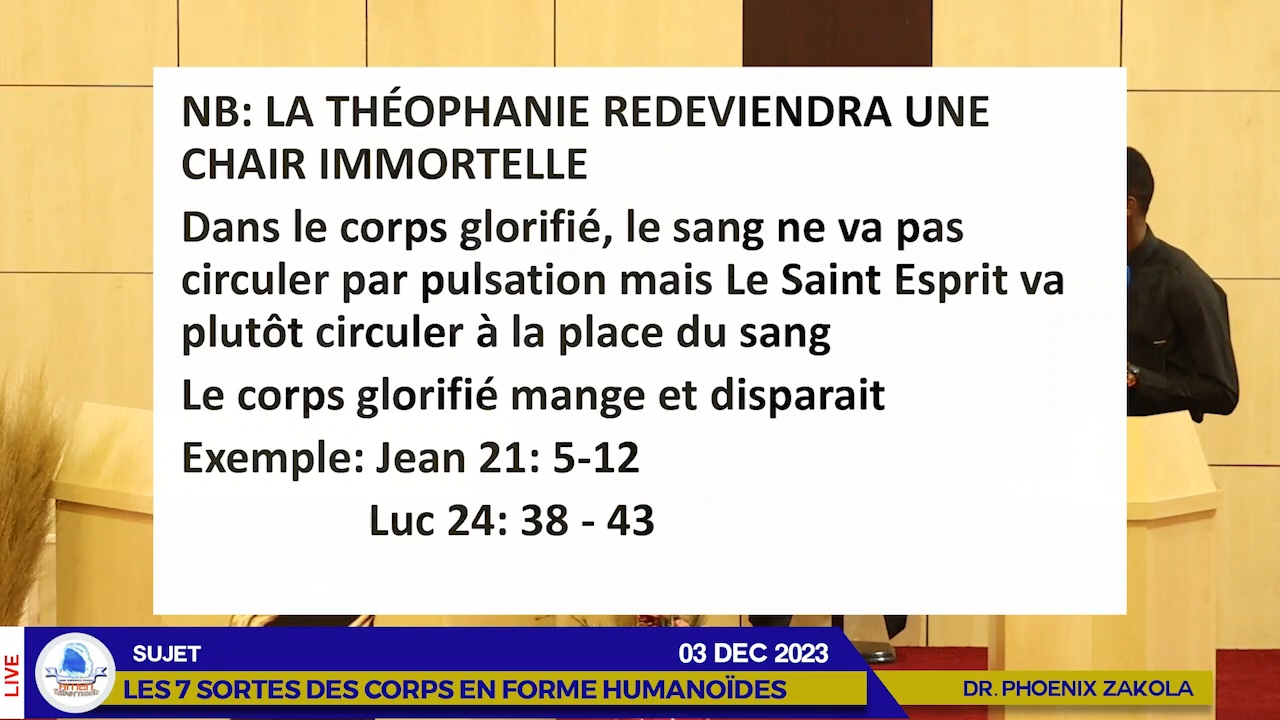 NB: LA THÉOPHANIE REDEVIENDRA UNE
CHAIR IMMORTELLE
Dans le corps glorifié, le sang ne va pas
circuler par pulsation mais Le Saint Esprit va
plutôt circuler à la place du sang
Le corps glorifié mange et disparait
Exemple: Jean 21: 5-12
Luc 24: 38 - 43
LIVE
SUJET
03 DEC 2023
LES 7 SORTES DES CORPS EN FORME HUMANOÏDES
DR. PHOENIX ZAKOLA